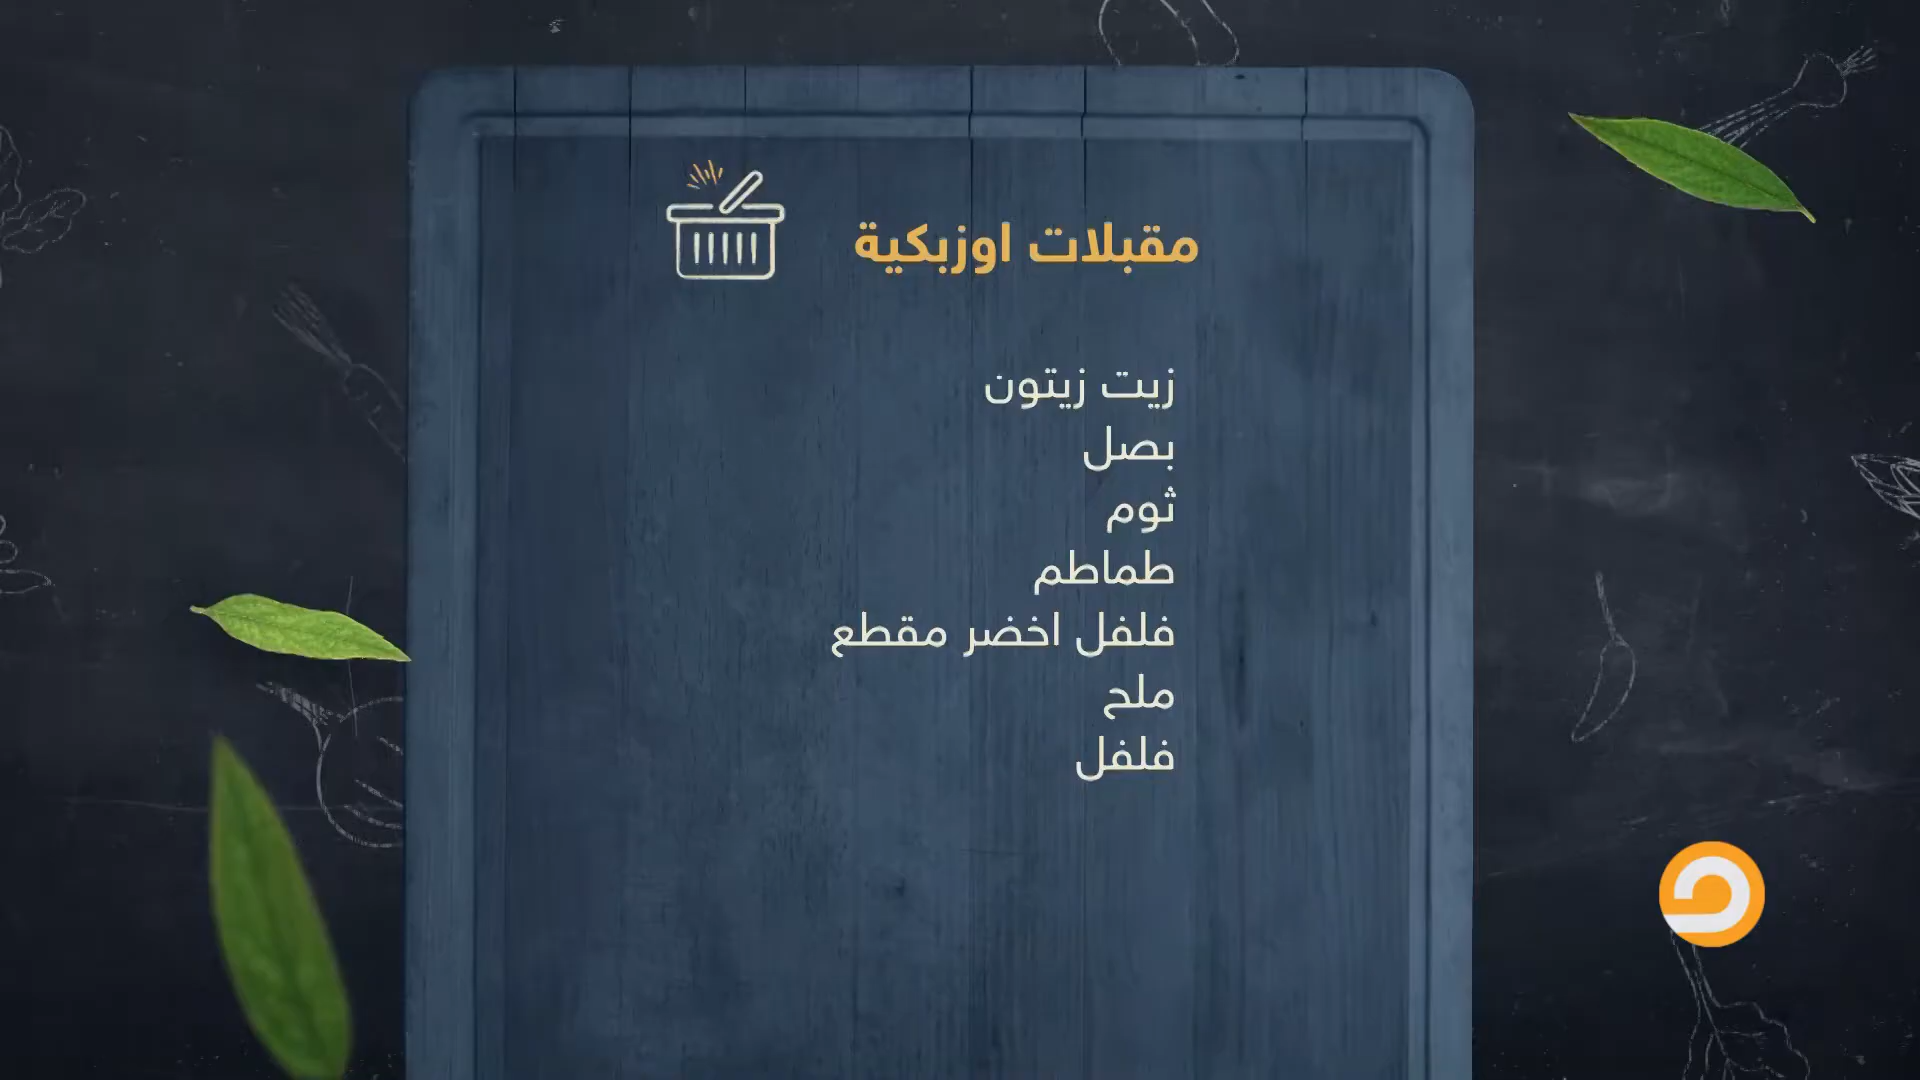 مقبلات اوزبكية
زيت زيتون
بصل
ثوم
طماطم
فلفل اخضر مقطع
ملح
فلفل